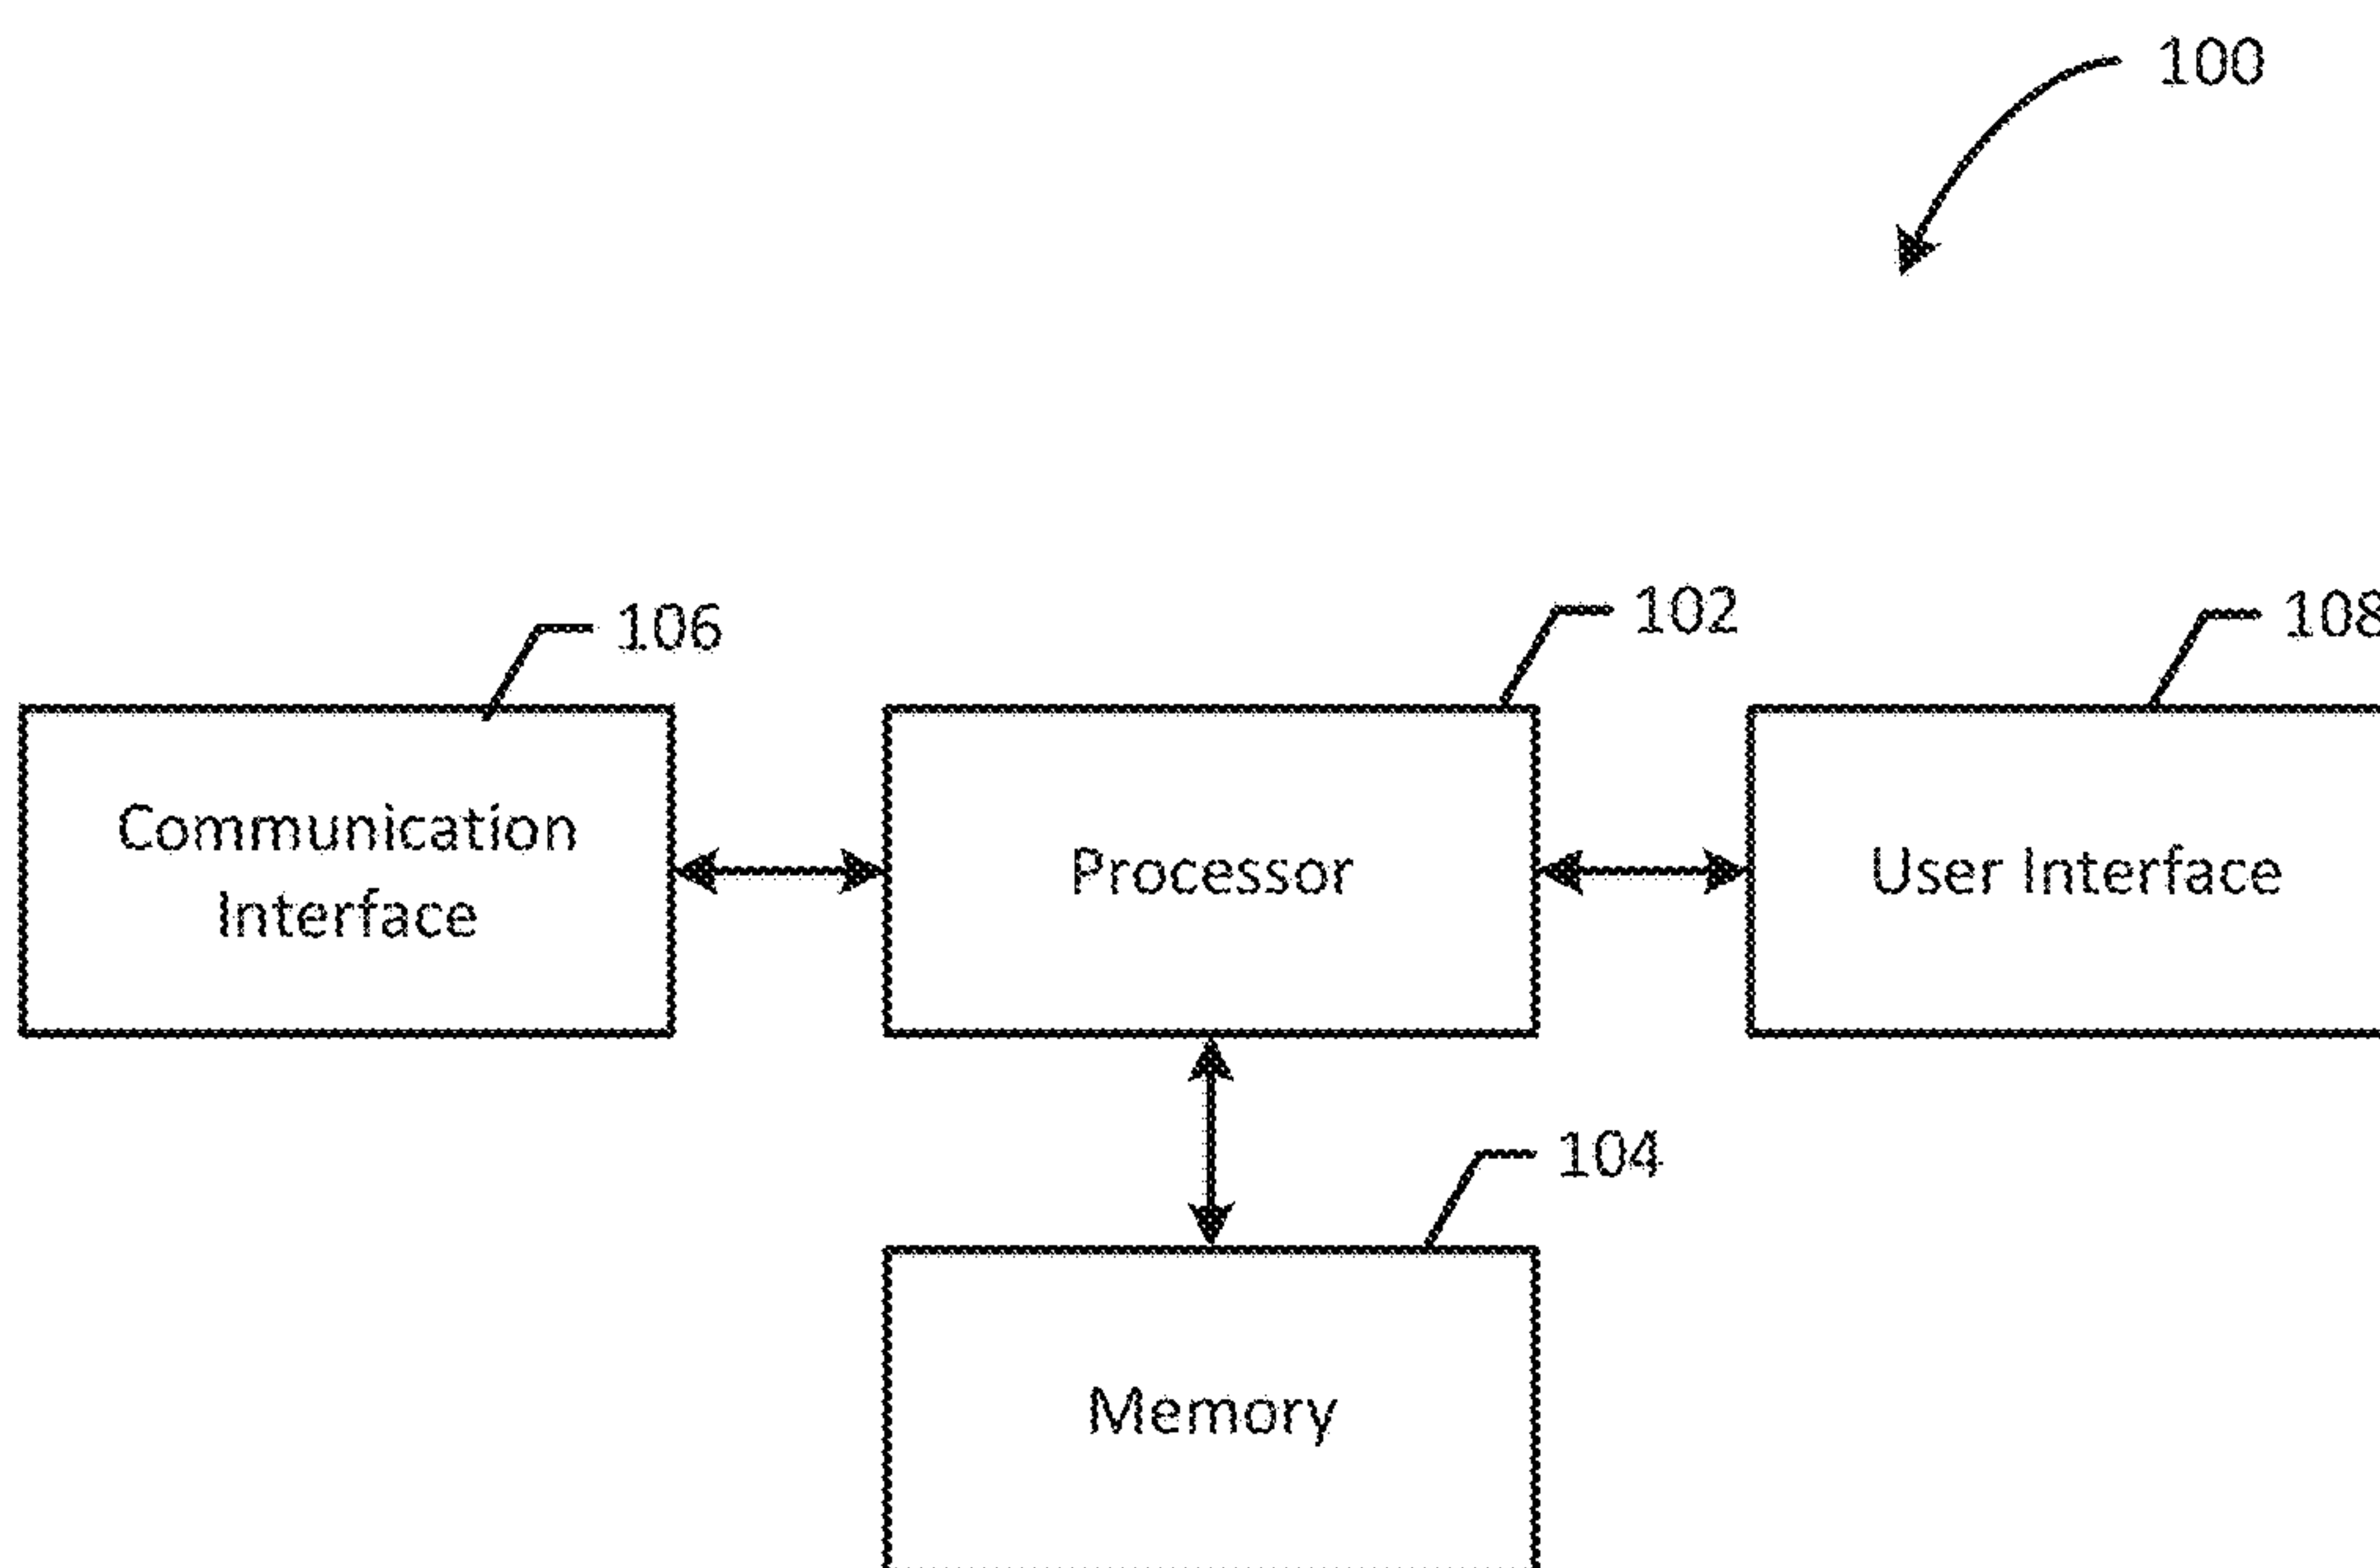 100
106
102
108
Communication
Interface
Processor
User Interface
104
Memory